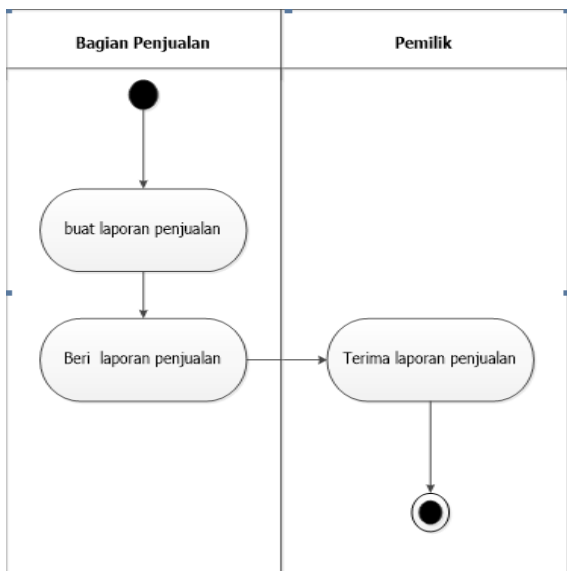 Bagian Penjualan
Pemilik
buat laporan penjualan
Beri laporan penjualan
Terima laporan penjualan